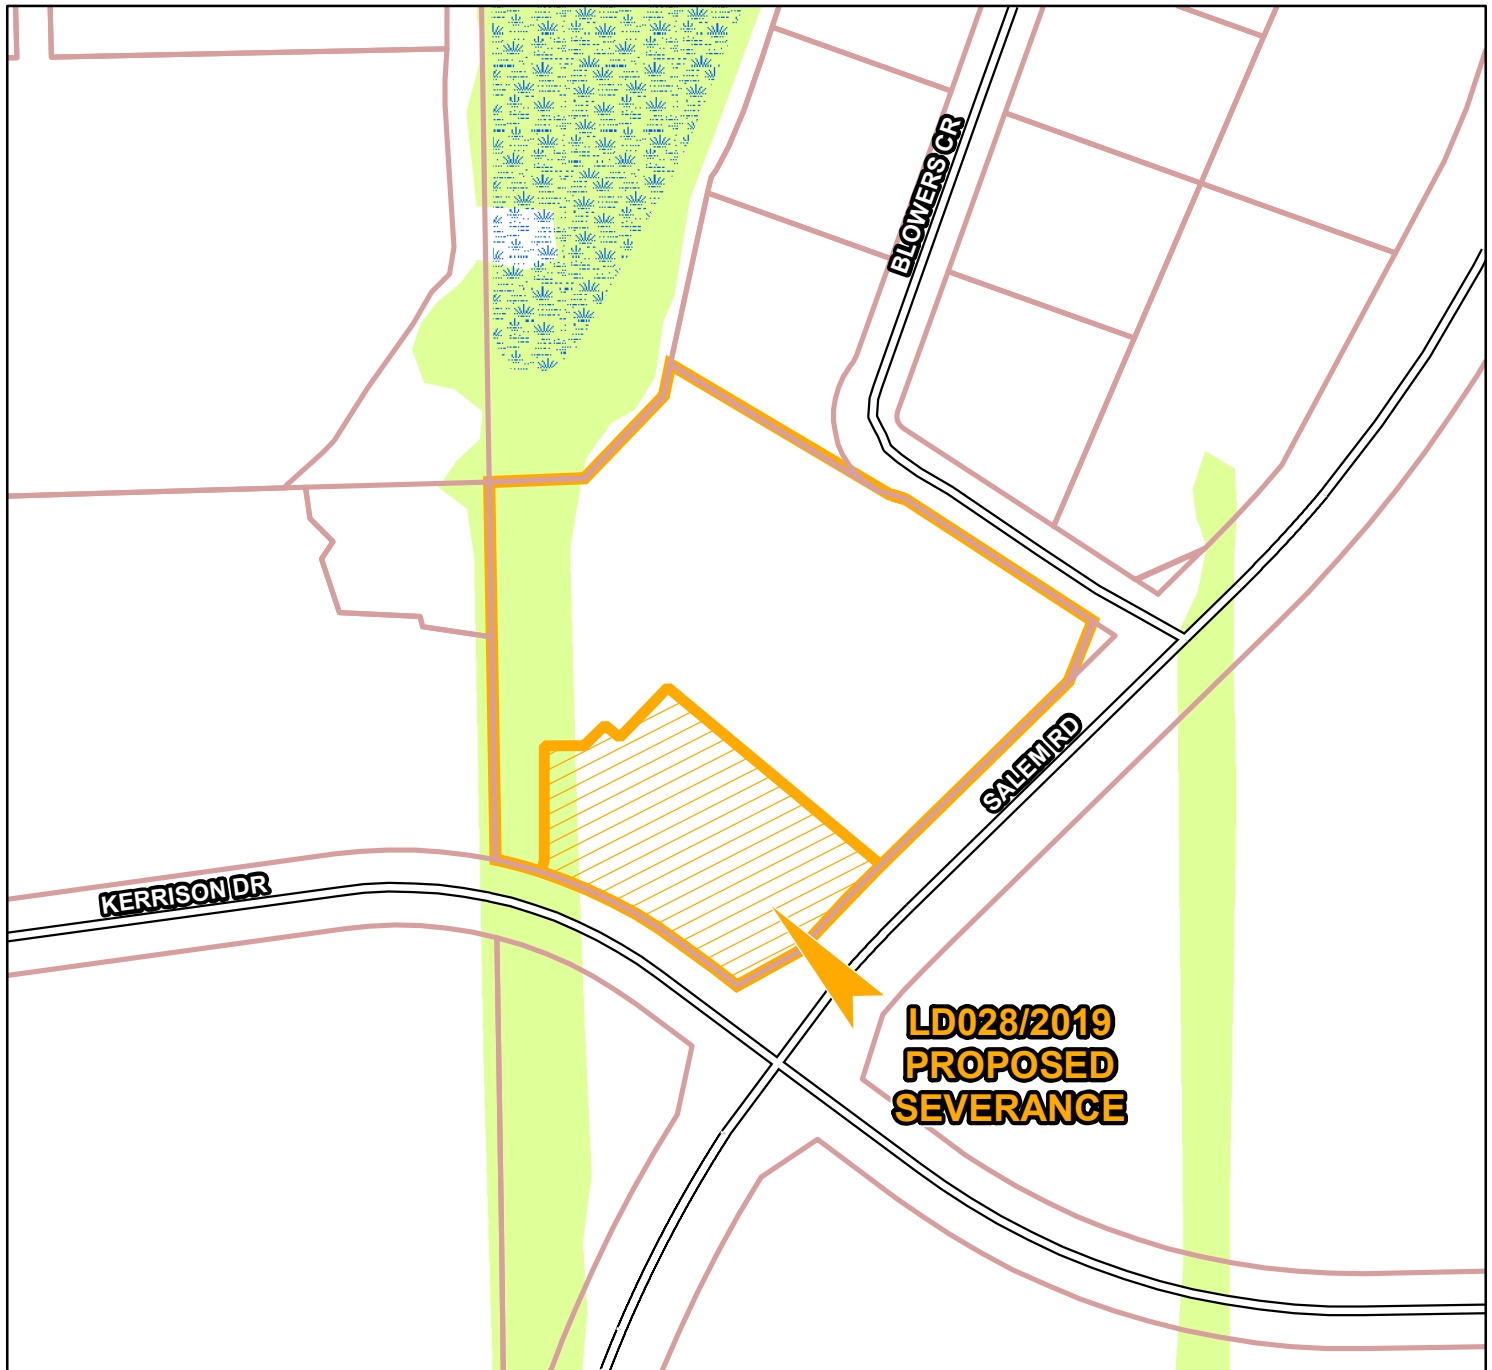 BLOWERS CR
SALEM RD
KERRISON DR
LD028/2019
PROPOSED
SEVERANCE